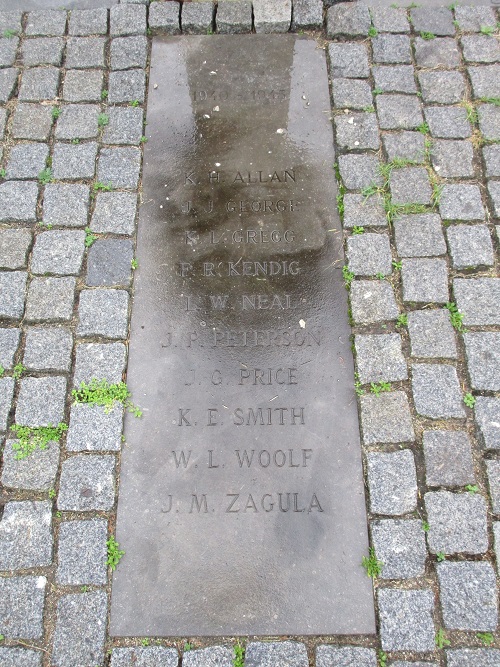 K. H. ALLAN
J. J. GEORGE
K. L. GREGG
F. R. KENDIG
L. W. NEAL
J. P. PETERSON
J. G. PRICE
K. E. SMITH
W. L. WOOLF
J. M. ZAGULA